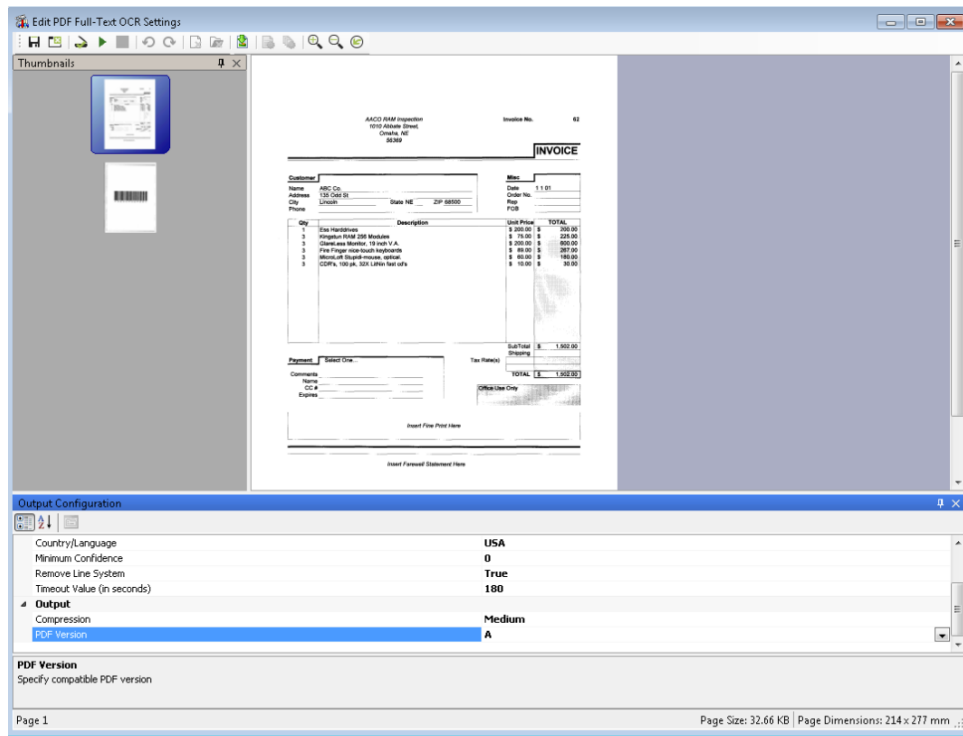 Edit PDF Full-Text OCR Settings
Thumbnails
AACO RAM Inspection
1010 Abbate Street,
Omaha, NE
56369
Invoice No. 62
INVOICE
Customer
Misc
Name ABC Co.
Address 135 Odd St
City Lincoln State NE ZIP 68500
Phone
Date 1 1 01
Order No.
Rep
FOB
Qty Description Unit Price TOTAL
1 Ess Harddrives $ 200.00 $ 200.00
3 Kingstun RAM 256 Modules $ 75.00 $ 225.00
3 GlareLess Monitor, 19 inch V.A. $ 200.00 $ 600.00
3 Fire Finger nice-touch keyboards $ 89.00 $ 267.00
3 MicroLoft Stupid-mouse, optical. $ 60.00 $ 180.00
3 CDR's, 100 pk, 32X LitNin fast cd's $ 10.00 $ 30.00
SubTotal $ 1,502.00
Shipping
Payment Select One...
Tax Rate(s)
TOTAL $ 1,502.00
Comments
Name
CC #
Expires
Office Use Only
Insert Fine Print Here
Insert Farewell Statement Here
Output Configuration
Country/Language USA
Minimum Confidence 0
Remove Line System True
Timeout Value (in seconds) 180
Output
Compression Medium
PDF Version A
PDF Version
Specify compatible PDF version
Page 1
Page Size: 32.66 KB Page Dimensions: 214 x 277 mm